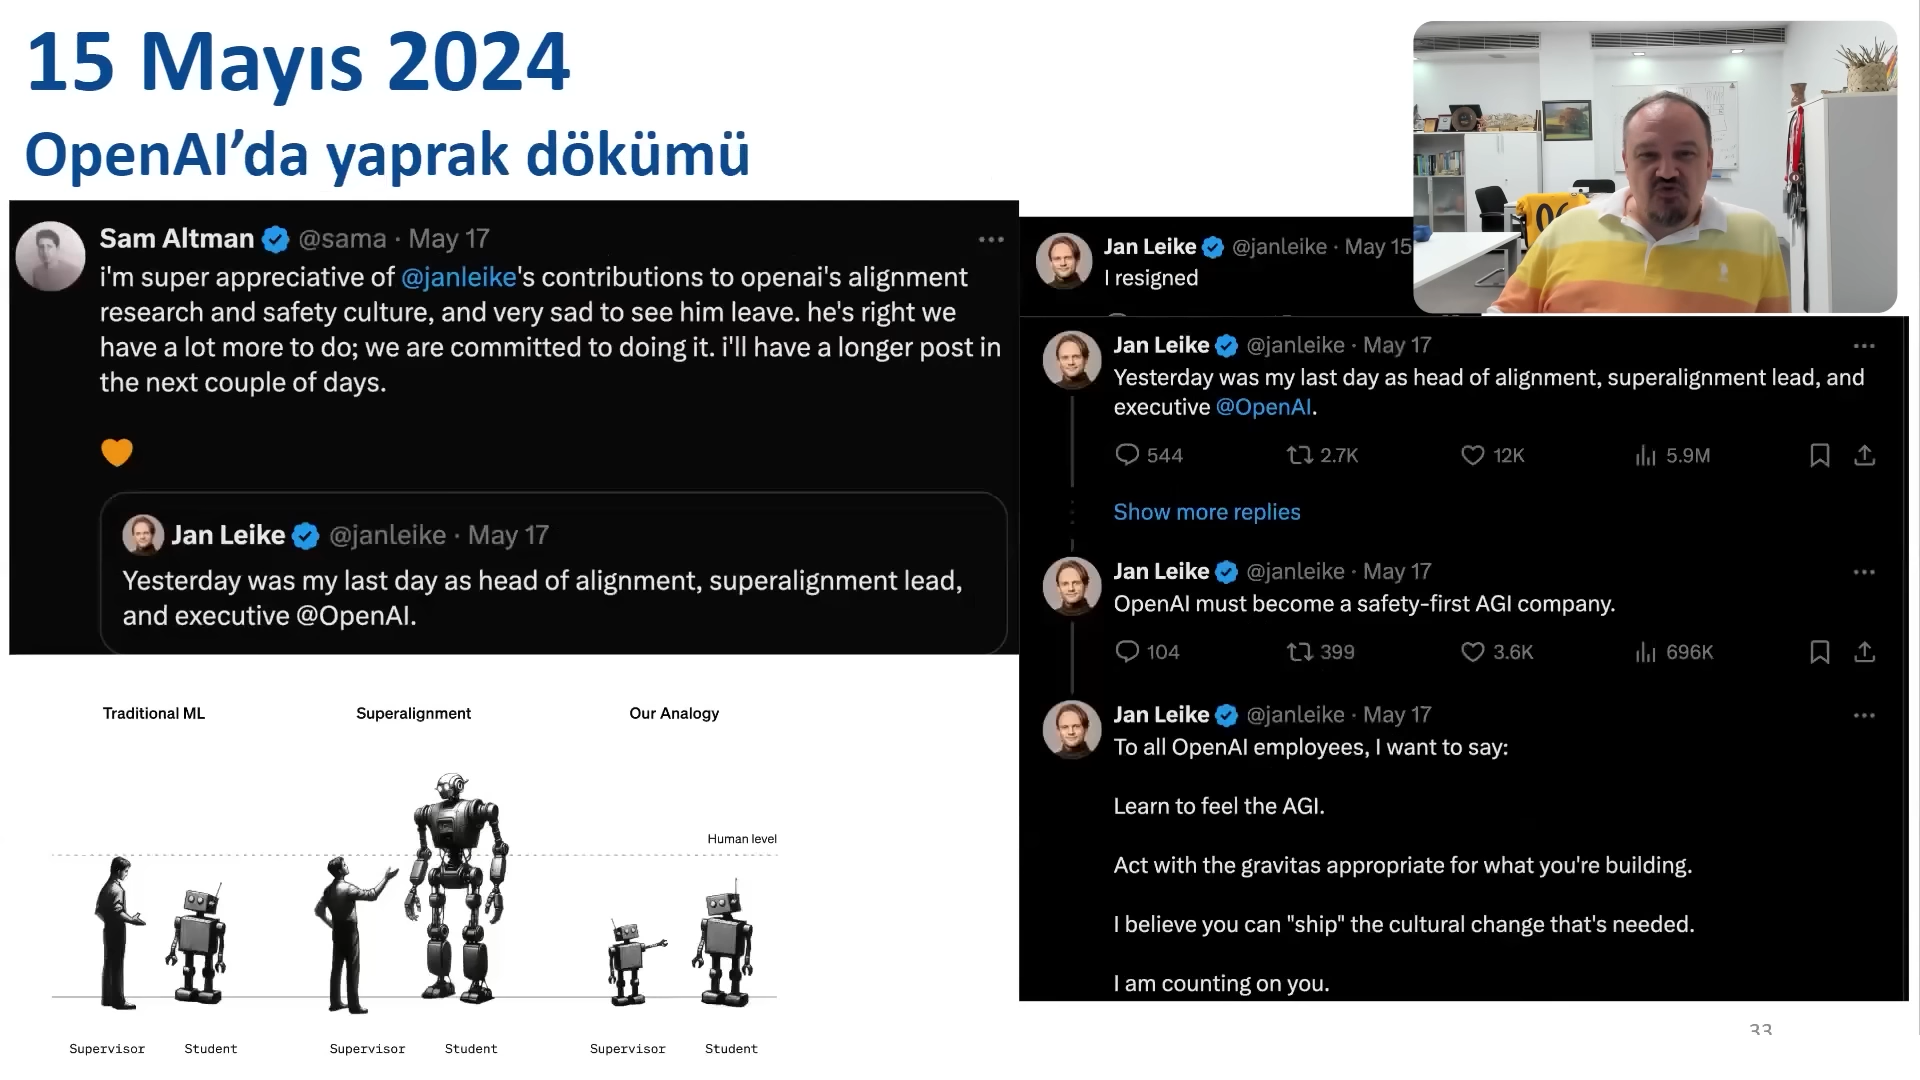 15 Mayıs 2024
OpenAI’da yaprak dökümü
Sam Altman @sama · May 17
i'm super appreciative of @janleike's contributions to openai's alignment
research and safety culture, and very sad to see him leave. he's right we
have a lot more to do; we are committed to doing it. i'll have a longer post in
the next couple of days.
🧡
Jan Leike @janleike · May 17
Yesterday was my last day as head of alignment, superalignment lead,
and executive @OpenAI.
Jan Leike @janleike · May 15
I resigned
Jan Leike @janleike · May 17
Yesterday was my last day as head of alignment, superalignment lead, and
executive @OpenAI.
544 2.7K 12K 5.9M
Show more replies
Jan Leike @janleike · May 17
OpenAI must become a safety-first AGI company.
104 399 3.6K 696K
Jan Leike @janleike · May 17
To all OpenAI employees, I want to say:
Learn to feel the AGI.
Act with the gravitas appropriate for what you're building.
I believe you can "ship" the cultural change that's needed.
I am counting on you.
Traditional ML Superalignment Our Analogy
Human level
Supervisor Student Supervisor Student Supervisor Student
33
06